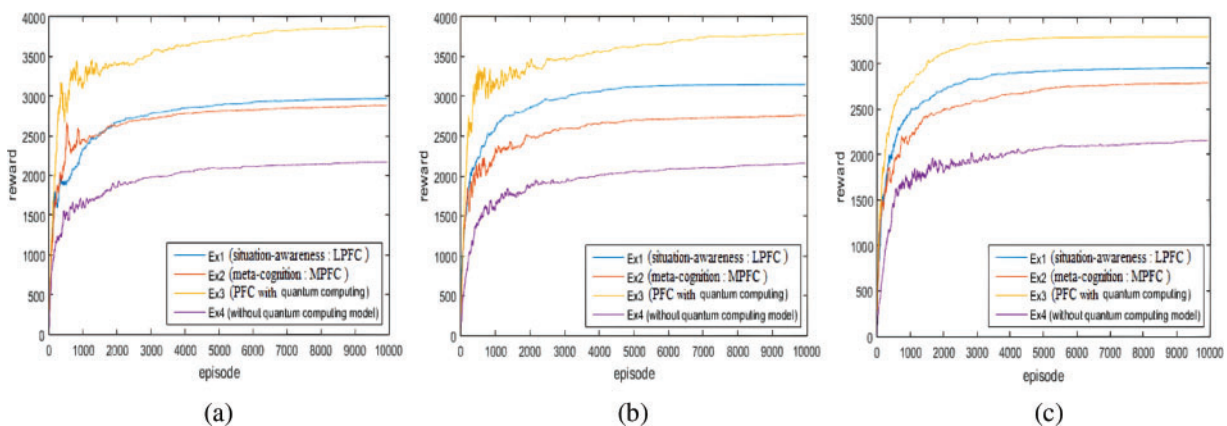 4000
3500
3000
2500
2000
1500
1000
500
0
reward
Ex1 (situation-awareness : LPFC)
Ex2 (meta-cognition : MPFC)
Ex3 (PFC with quantum computing)
Ex4 (without quantum computing model)
0 1000 2000 3000 4000 5000 6000 7000 8000 9000 10000
episode
(a)
4000
3500
3000
2500
2000
1500
1000
500
0
reward
Ex1 (situation-awareness : LPFC)
Ex2 (meta-cognition : MPFC)
Ex3 (PFC with quantum computing)
Ex4 (without quantum computing model)
0 1000 2000 3000 4000 5000 6000 7000 8000 9000 10000
episode
(b)
3500
3000
2500
2000
1500
1000
500
0
reward
Ex1 (situation-awareness : LPFC)
Ex2 (meta-cognition : MPFC)
Ex3 (PFC with quantum computing)
Ex4 (without quantum computing model)
0 1000 2000 3000 4000 5000 6000 7000 8000 9000 10000
episode
(c)